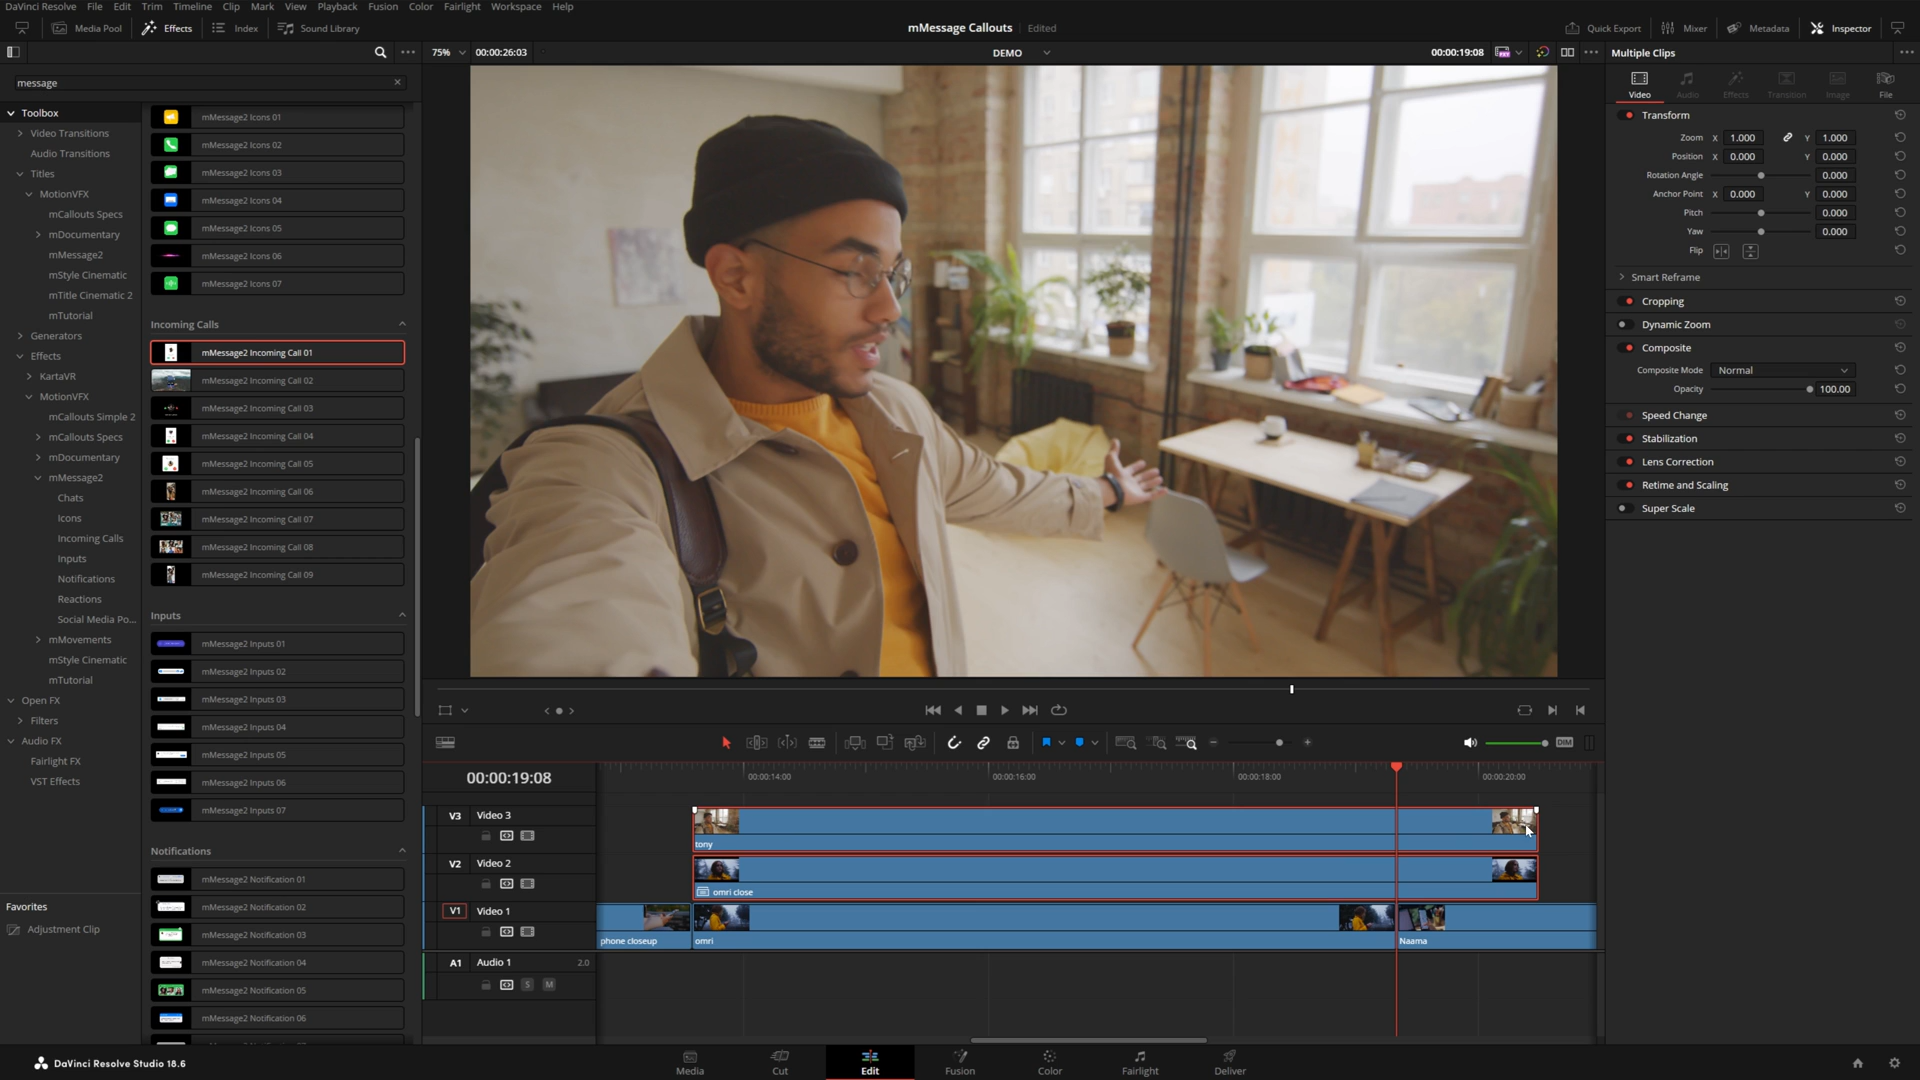 DaVinci Resolve File Edit Trim Timeline Clip Mark View Playback Fusion Color Fairlight Workspace Help
Media Pool Effects Index Sound Library mMessage Callouts Edited Quick Export Mixer Metadata Inspector
75% 00:00:26:03 DEMO 00:00:19:08 Multiple Clips
message
Toolbox
Video Transitions
Audio Transitions
Titles
MotionVFX
mCallouts Specs
mDocumentary
mMessage2
mStyle Cinematic
mTitle Cinematic 2
mTutorial
Generators
Effects
KartaVR
MotionVFX
mCallouts Simple 2
mCallouts Specs
mDocumentary
mMessage2
Chats
Icons
Incoming Calls
Inputs
Notifications
Reactions
Social Media Po...
mMovements
mStyle Cinematic
mTutorial
Open FX
Filters
Audio FX
Fairlight FX
VST Effects
Favorites
Adjustment Clip
mMessage2 Icons 01
mMessage2 Icons 02
mMessage2 Icons 03
mMessage2 Icons 04
mMessage2 Icons 05
mMessage2 Icons 06
mMessage2 Icons 07
Incoming Calls
mMessage2 Incoming Call 01
mMessage2 Incoming Call 02
mMessage2 Incoming Call 03
mMessage2 Incoming Call 04
mMessage2 Incoming Call 05
mMessage2 Incoming Call 06
mMessage2 Incoming Call 07
mMessage2 Incoming Call 08
mMessage2 Incoming Call 09
Inputs
mMessage2 Inputs 01
mMessage2 Inputs 02
mMessage2 Inputs 03
mMessage2 Inputs 04
mMessage2 Inputs 05
mMessage2 Inputs 06
mMessage2 Inputs 07
Notifications
mMessage2 Notification 01
mMessage2 Notification 02
mMessage2 Notification 03
mMessage2 Notification 04
mMessage2 Notification 05
mMessage2 Notification 06
Video Audio Effects Transition Image File
Transform
Zoom X 1.000 Y 1.000
Position X 0.000 Y 0.000
Rotation Angle 0.000
Anchor Point X 0.000 Y 0.000
Pitch 0.000
Yaw 0.000
Flip
Smart Reframe
Cropping
Dynamic Zoom
Composite
Composite Mode Normal
Opacity 100.00
Speed Change
Stabilization
Lens Correction
Retime and Scaling
Super Scale
DIM
00:00:19:08 00:00:14:00 00:00:16:00 00:00:18:00 00:00:20:00
V3 Video 3
tony
V2 Video 2
omri close
V1 Video 1
phone closeup omri Naama
A1 Audio 1 2.0
S M
DaVinci Resolve Studio 18.6
Media Cut Edit Fusion Color Fairlight Deliver